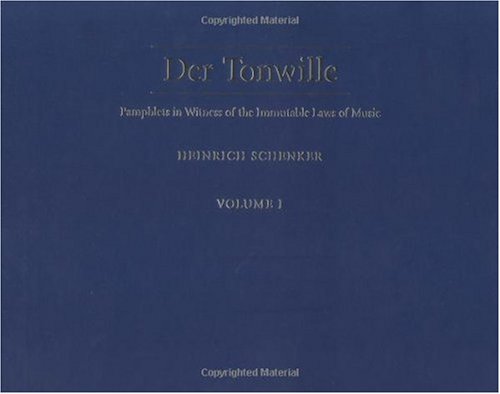 Copyrighted Material
Der Tonwille
Pamphlets in Witness of the Immutable Laws of Music
HEINRICH SCHENKER
VOLUME I
Copyrighted Material